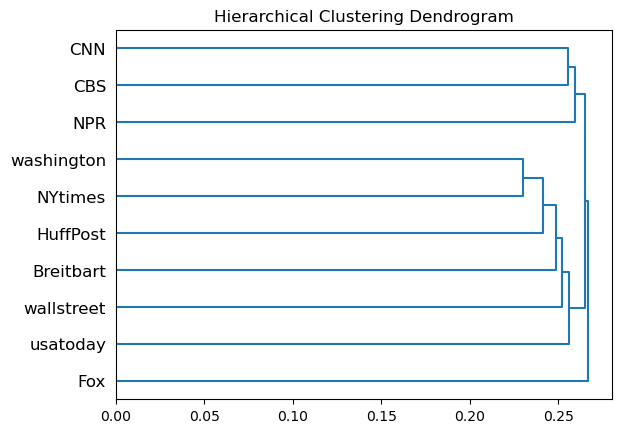 Hierarchical Clustering Dendrogram
CNN
CBS
NPR
washington
NYtimes
HuffPost
Breitbart
wallstreet
usatoday
Fox
0.00 0.05 0.10 0.15 0.20 0.25